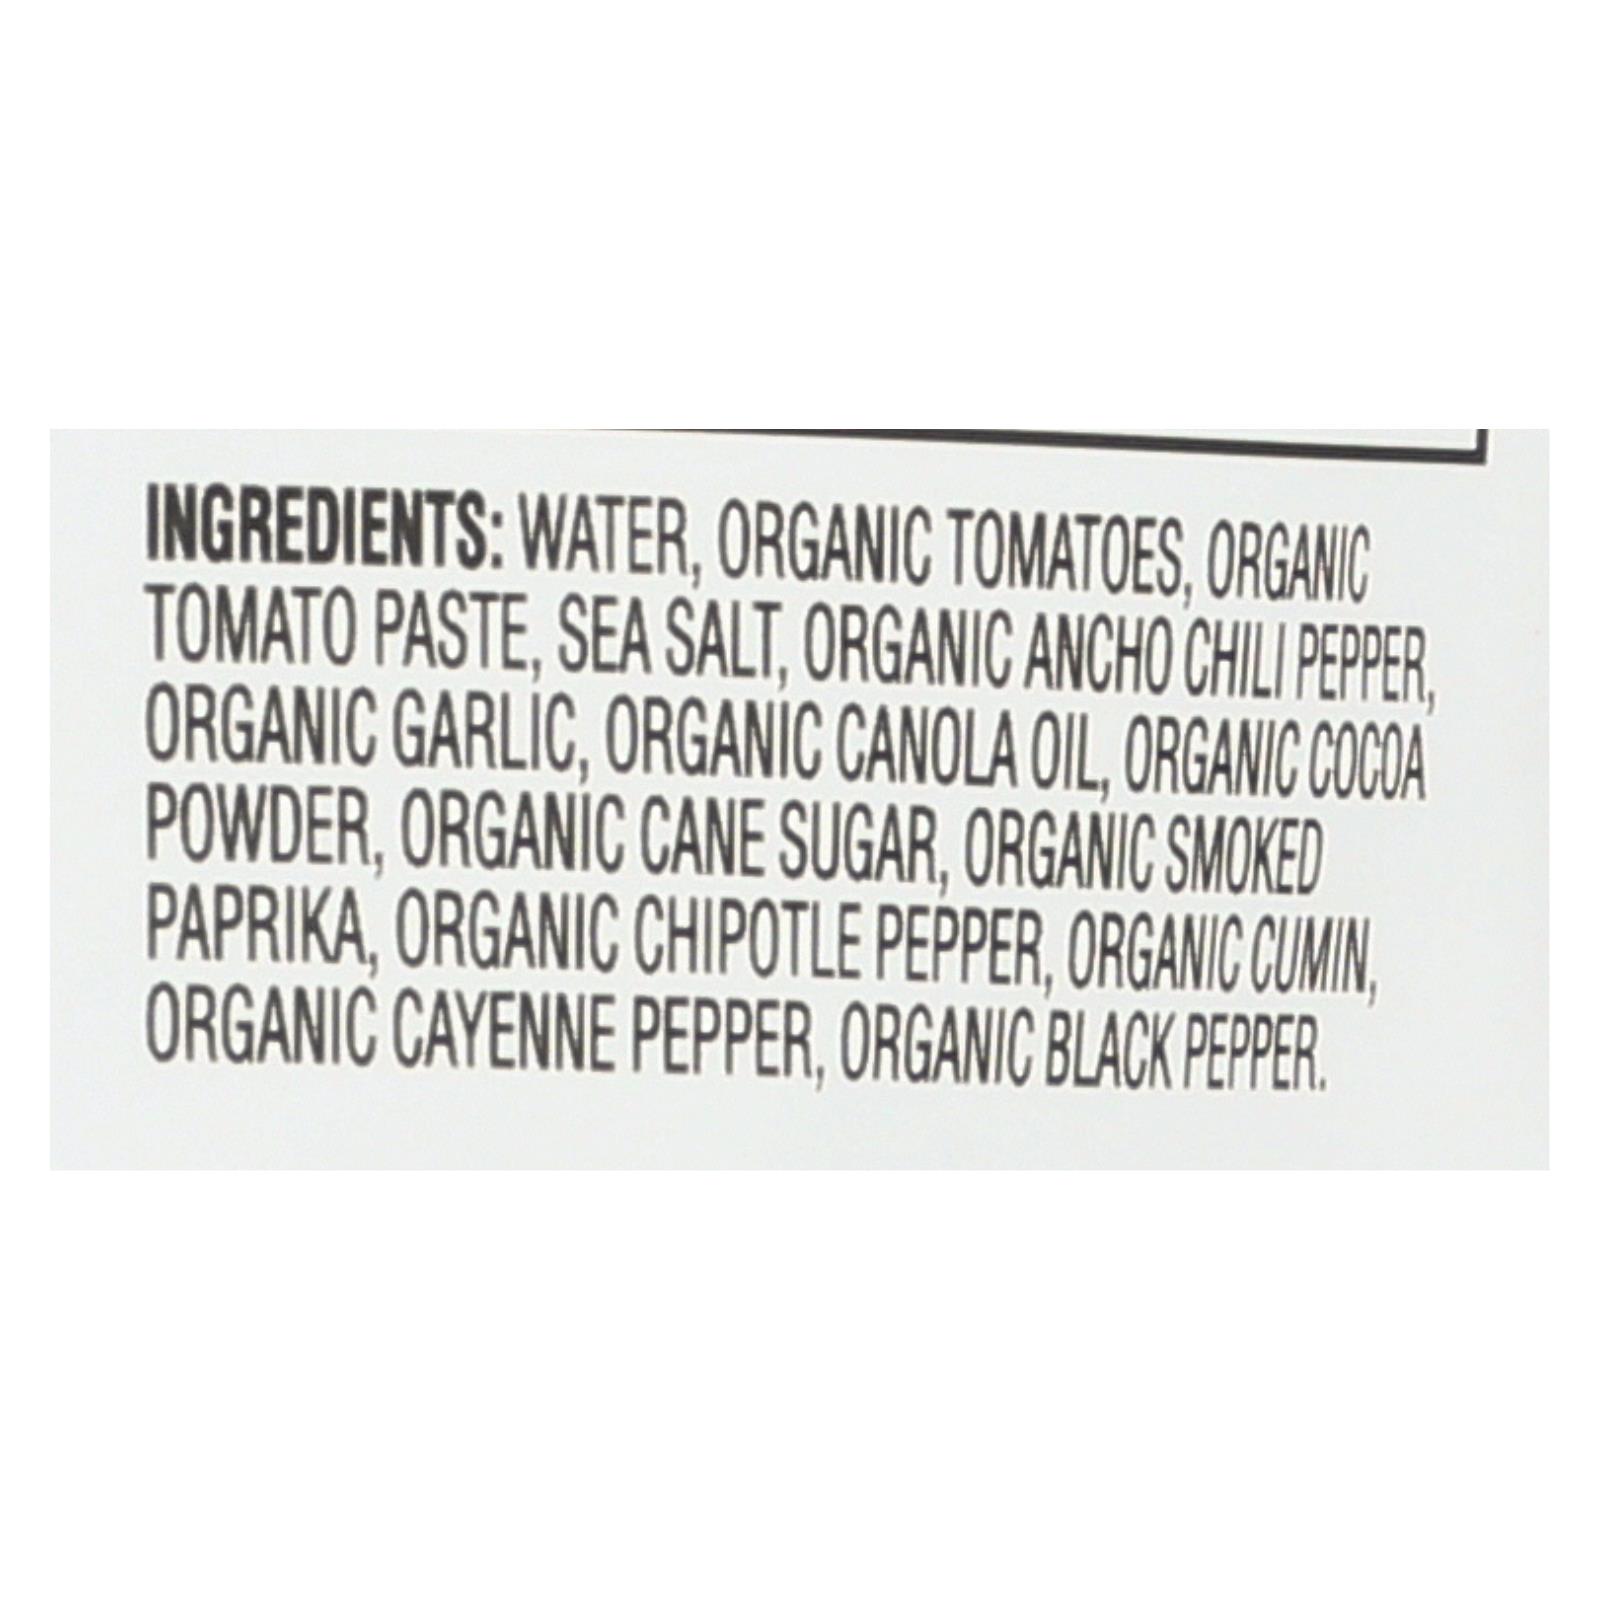 INGREDIENTS: WATER, ORGANIC TOMATOES, ORGANIC
TOMATO PASTE, SEA SALT, ORGANIC ANCHO CHILI PEPPER,
ORGANIC GARLIC, ORGANIC CANOLA OIL, ORGANIC COCOA
POWDER, ORGANIC CANE SUGAR, ORGANIC SMOKED
PAPRIKA, ORGANIC CHIPOTLE PEPPER, ORGANIC CUMIN,
ORGANIC CAYENNE PEPPER, ORGANIC BLACK PEPPER.